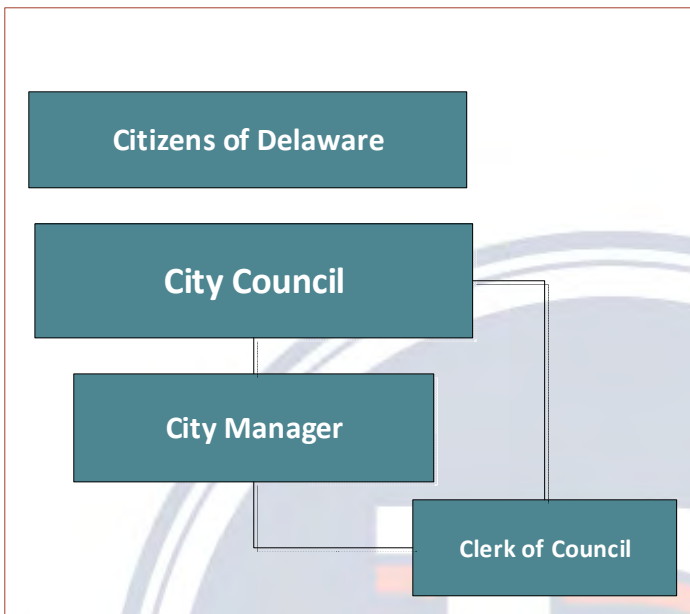 Citizens of Delaware
City Council
City Manager
Clerk of Council